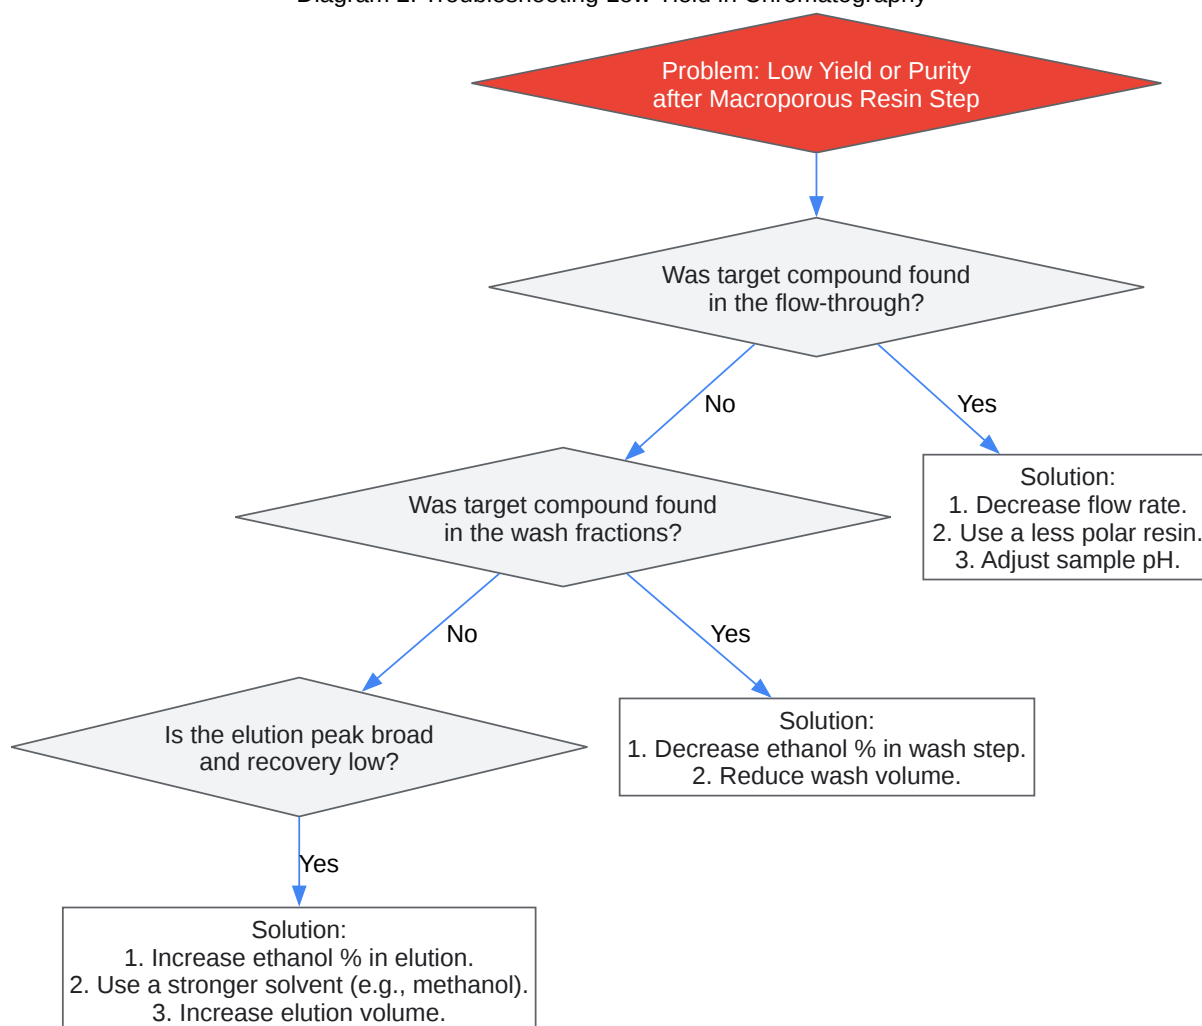 Problem: Low Yield or Purity
after Macroporous Resin Step
Was target compound found
in the flow-through?
No
Yes
Was target compound found
in the wash fractions?
Solution:
1. Decrease flow rate.
2. Use a less polar resin.
3. Adjust sample pH.
No
Yes
Is the elution peak broad
and recovery low?
Solution:
1. Decrease ethanol % in wash step.
2. Reduce wash volume.
Yes
Solution:
1. Increase ethanol % in elution.
2. Use a stronger solvent (e.g., methanol).
3. Increase elution volume.